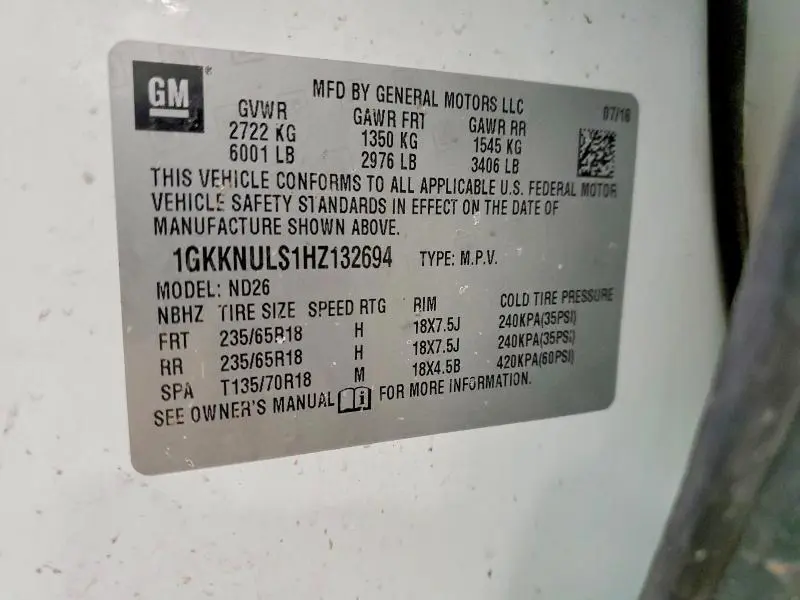 GM®
MFD BY GENERAL MOTORS LLC 07/16
GVWR GAWR FRT GAWR RR
2722 KG 1350 KG 1545 KG
6001 LB 2976 LB 3406 LB
THIS VEHICLE CONFORMS TO ALL APPLICABLE U.S. FEDERAL MOTOR
VEHICLE SAFETY STANDARDS IN EFFECT ON THE DATE OF
MANUFACTURE SHOWN ABOVE.
1GKKNULS1HZ132694 TYPE: M.P.V.
MODEL: ND26
NBHZ TIRE SIZE SPEED RTG RIM COLD TIRE PRESSURE
FRT 235/65R18 H 18X7.5J 240KPA(35PSI)
RR 235/65R18 H 18X7.5J 240KPA(35PSI)
SPA T135/70R18 M 18X4.5B 420KPA(60PSI)
SEE OWNER'S MANUAL FOR MORE INFORMATION.